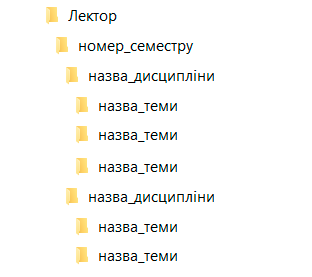 Лектор
номер_семестру
назва_дисципліни
назва_теми
назва_теми
назва_теми
назва_дисципліни
назва_теми
назва_теми